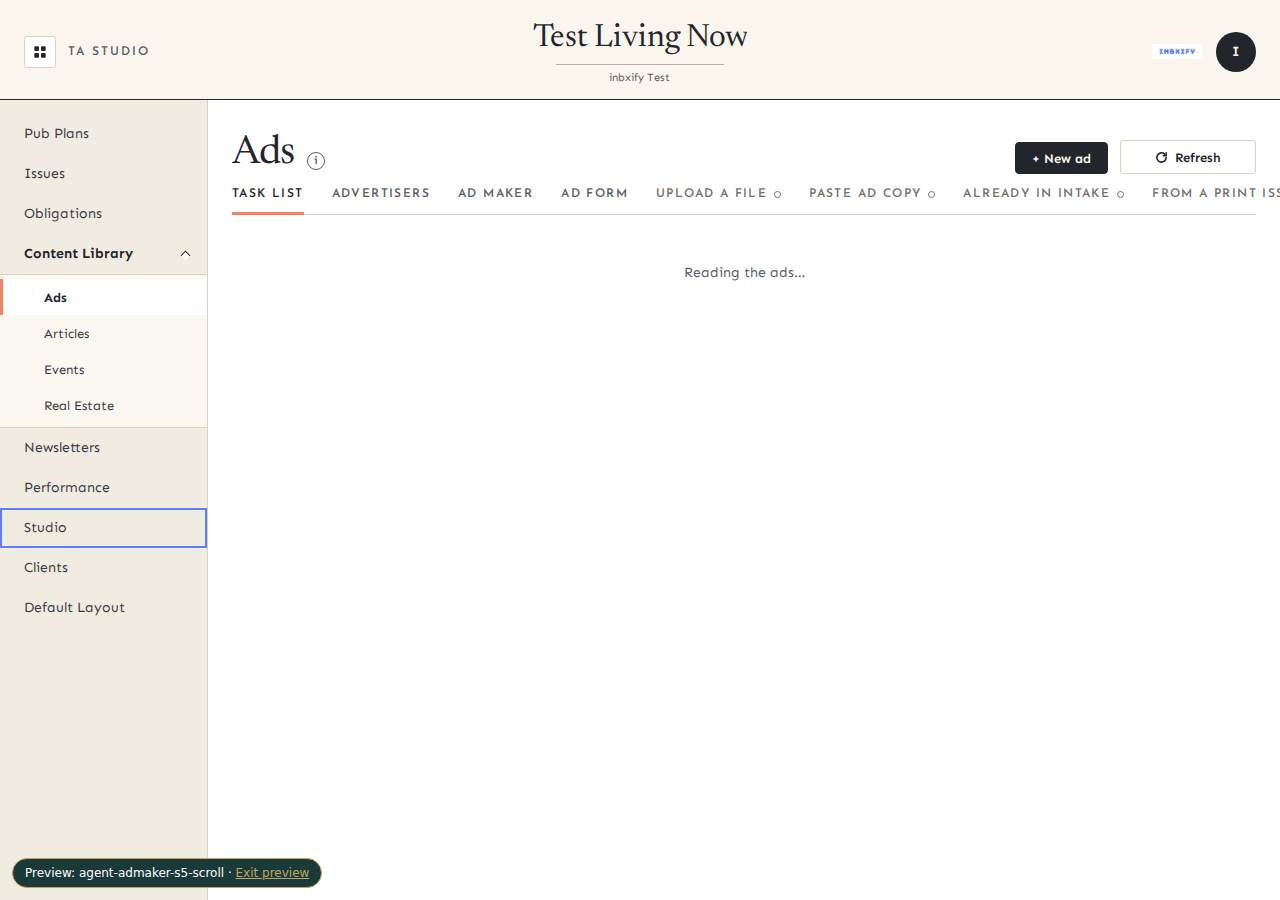 TA STUDIO
Test Living Now
inbxify Test
INBXIFY
I
Pub Plans
Issues
Obligations
Content Library
Ads
Articles
Events
Real Estate
Newsletters
Performance
Studio
Clients
Default Layout
Ads
i
+ New ad
Refresh
TASK LIST ADVERTISERS AD MAKER AD FORM UPLOAD A FILE PASTE AD COPY ALREADY IN INTAKE FROM A PRINT ISS
Reading the ads...
Preview: agent-admaker-s5-scroll · Exit preview